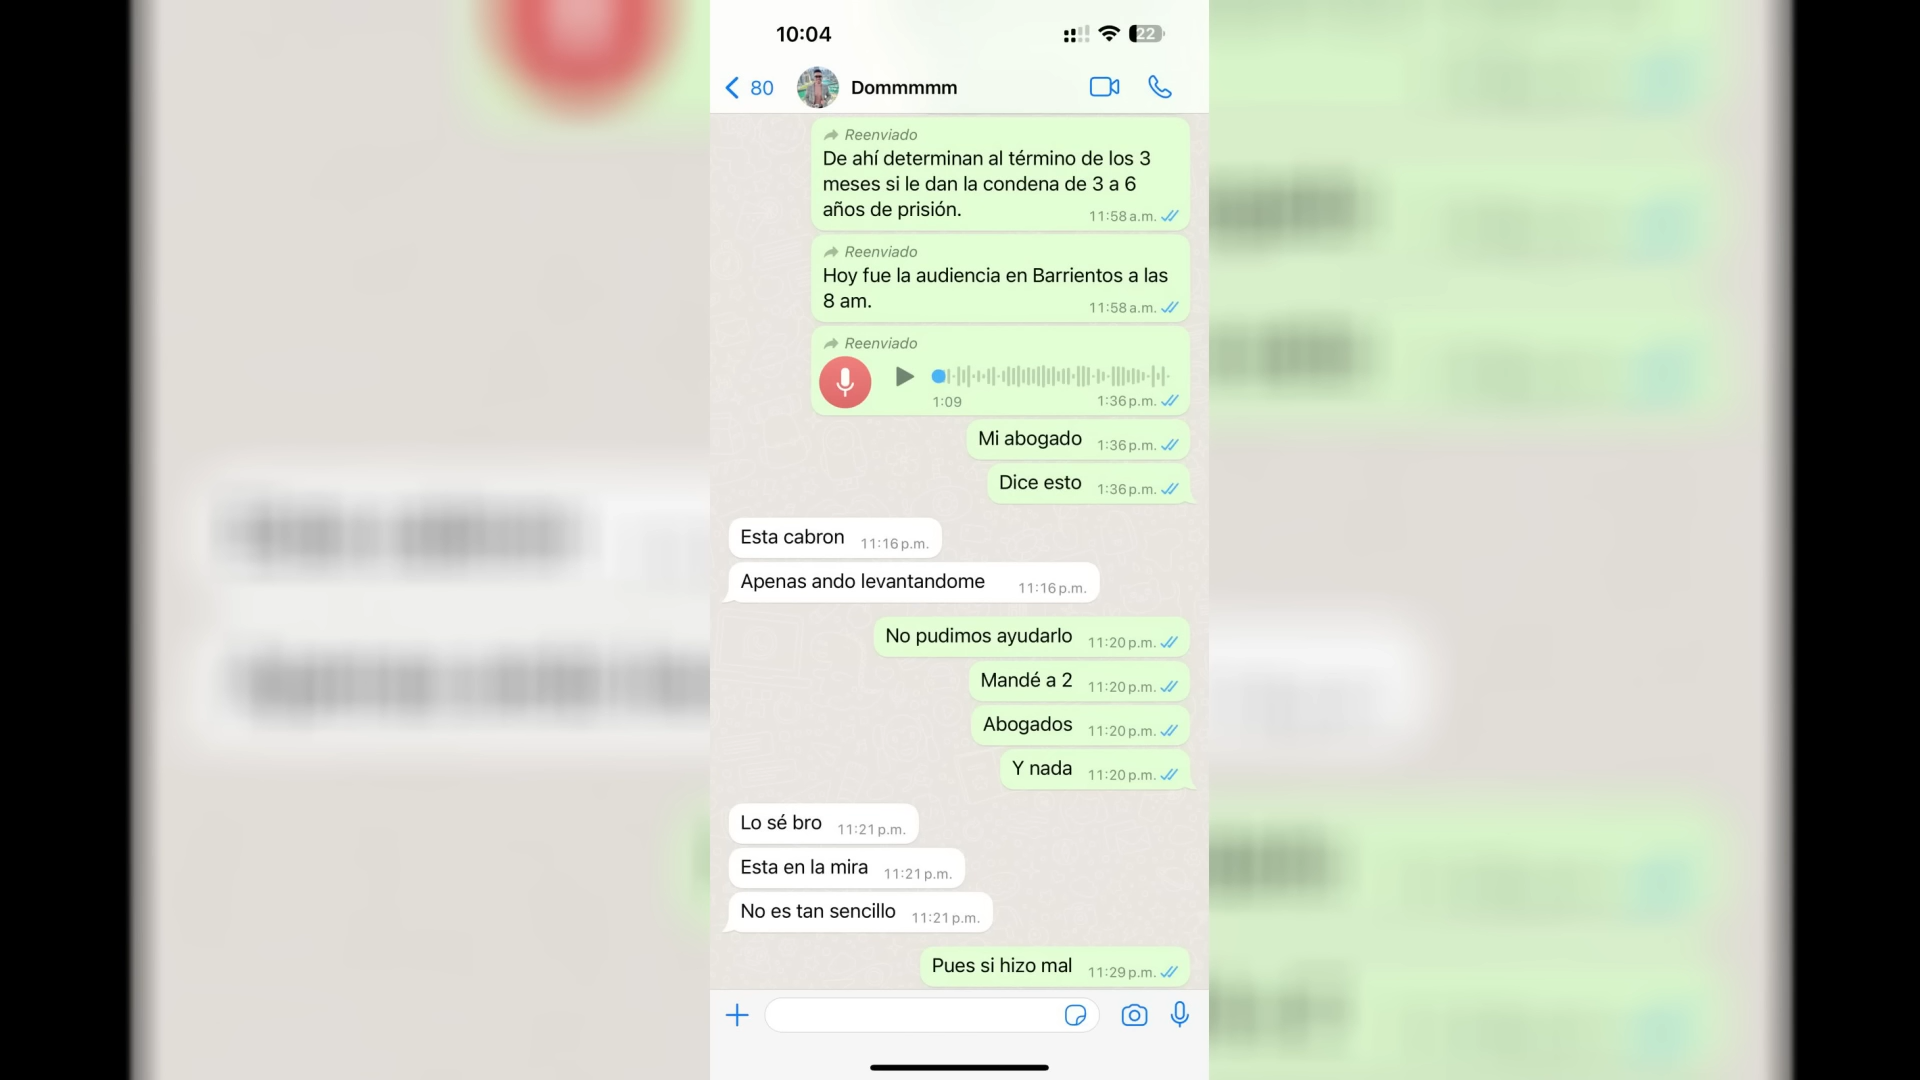 10:04
22
80
Dommmmm
Reenviado
De ahí determinan al término de los 3
meses si le dan la condena de 3 a 6
años de prisión.
11:58 a.m.
Reenviado
Hoy fue la audiencia en Barrientos a las
8 am.
11:58 a.m.
Reenviado
1:09
1:36 p.m.
Mi abogado 1:36 p.m.
Dice esto 1:36 p.m.
Esta cabron 11:16 p.m.
Apenas ando levantandome 11:16 p.m.
No pudimos ayudarlo 11:20 p.m.
Mandé a 2 11:20 p.m.
Abogados 11:20 p.m.
Y nada 11:20 p.m.
Lo sé bro 11:21 p.m.
Esta en la mira 11:21 p.m.
No es tan sencillo 11:21 p.m.
Pues si hizo mal 11:29 p.m.